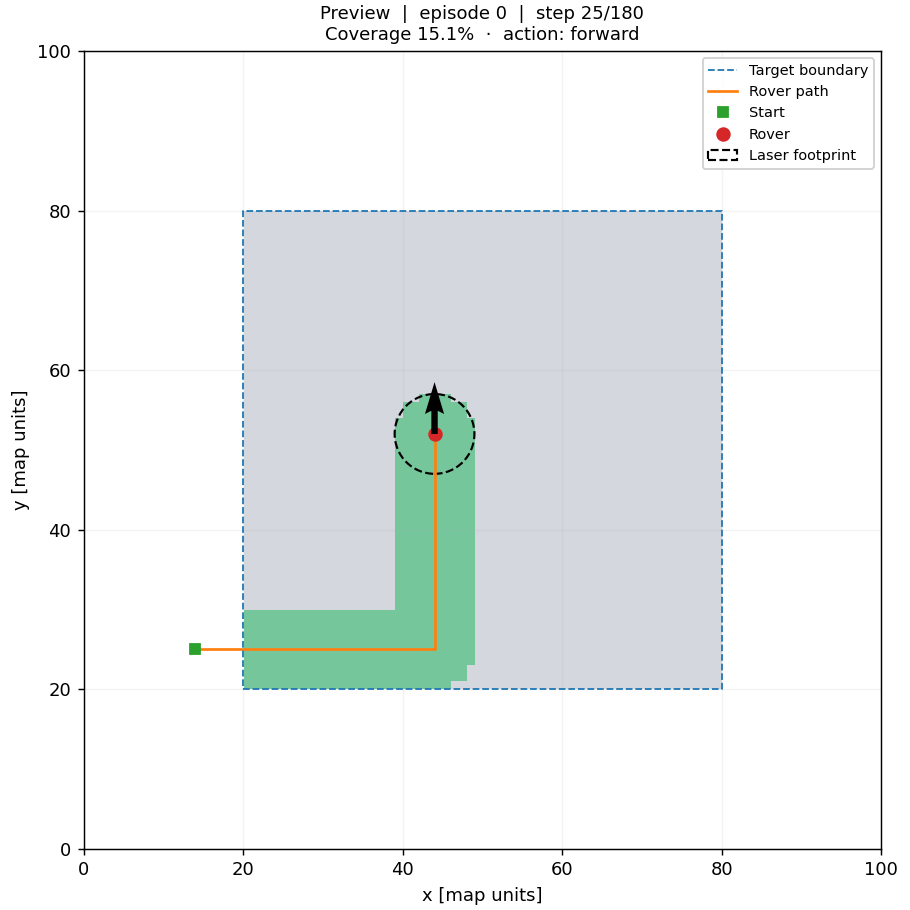 Preview | episode 0 | step 25/180
Coverage 15.1% · action: forward
Target boundary
Rover path
Start
Rover
Laser footprint
100
80
60
40
20
0
y [map units]
0 20 40 60 80 100
x [map units]